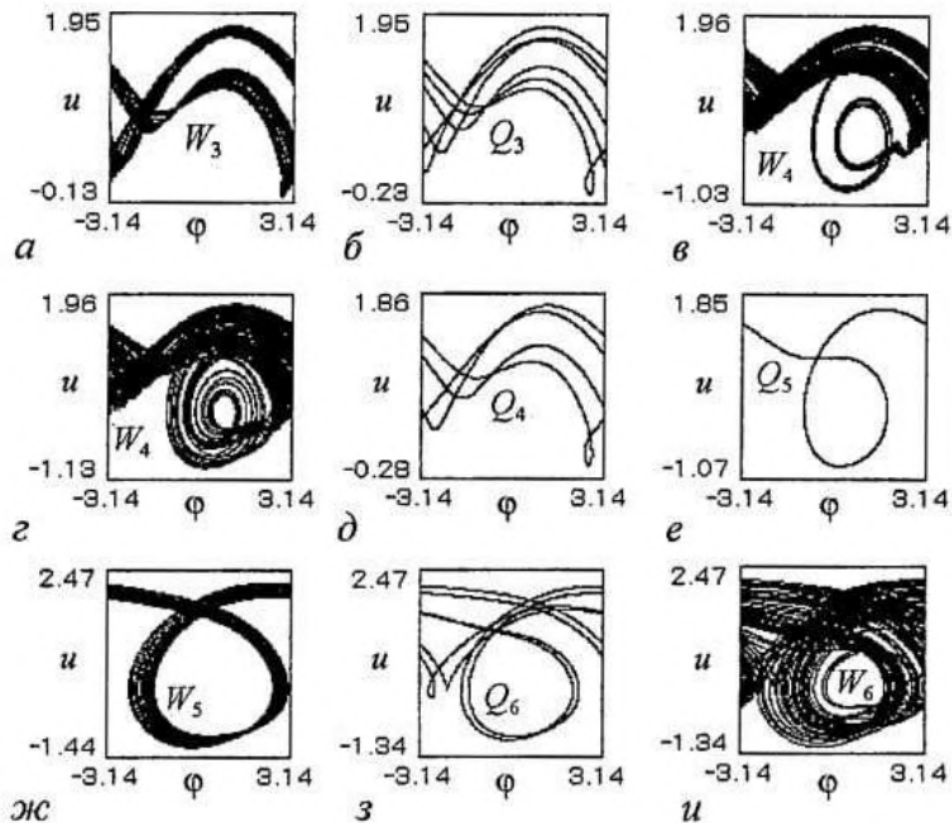 1.95
u
W₃
-0.13
-3.14 φ 3.14
а
1.95
u
Q₃
-0.23
-3.14 φ 3.14
б
1.96
u
W₄
-1.03
-3.14 φ 3.14
в
1.96
u
W₄
-1.13
-3.14 φ 3.14
г
1.86
u
Q₄
-0.28
-3.14 φ 3.14
д
1.85
u
Q₅
-1.07
-3.14 φ 3.14
е
2.47
u
W₅
-1.44
-3.14 φ 3.14
ж
2.47
u
Q₆
-1.34
-3.14 φ 3.14
з
2.47
u
W₆
-1.34
-3.14 φ 3.14
и